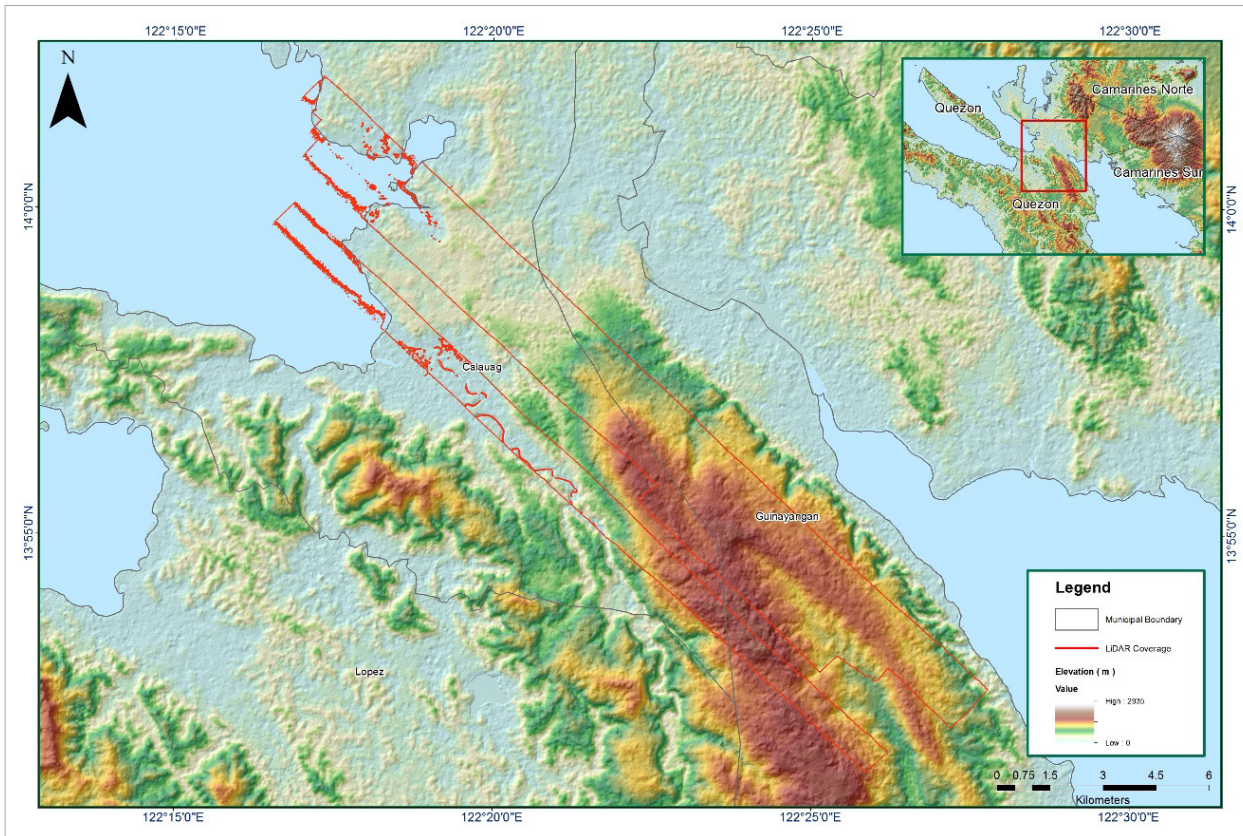 122°15'0"E
122°20'0"E
122°25'0"E
122°30'0"E
N
Camarines Norte
Quezon
Camarines Sur
Quezon
14°0'0"N
14°0'0"N
Calauag
Guinayangan
13°55'0"N
13°55'0"N
Lopez
Legend
Municipal Boundary
LiDAR Coverage
Elevation ( m )
Value
High : 2935
Low : 0
0 0.75 1.5 3 4.5 6
Kilometers
122°15'0"E
122°20'0"E
122°25'0"E
122°30'0"E